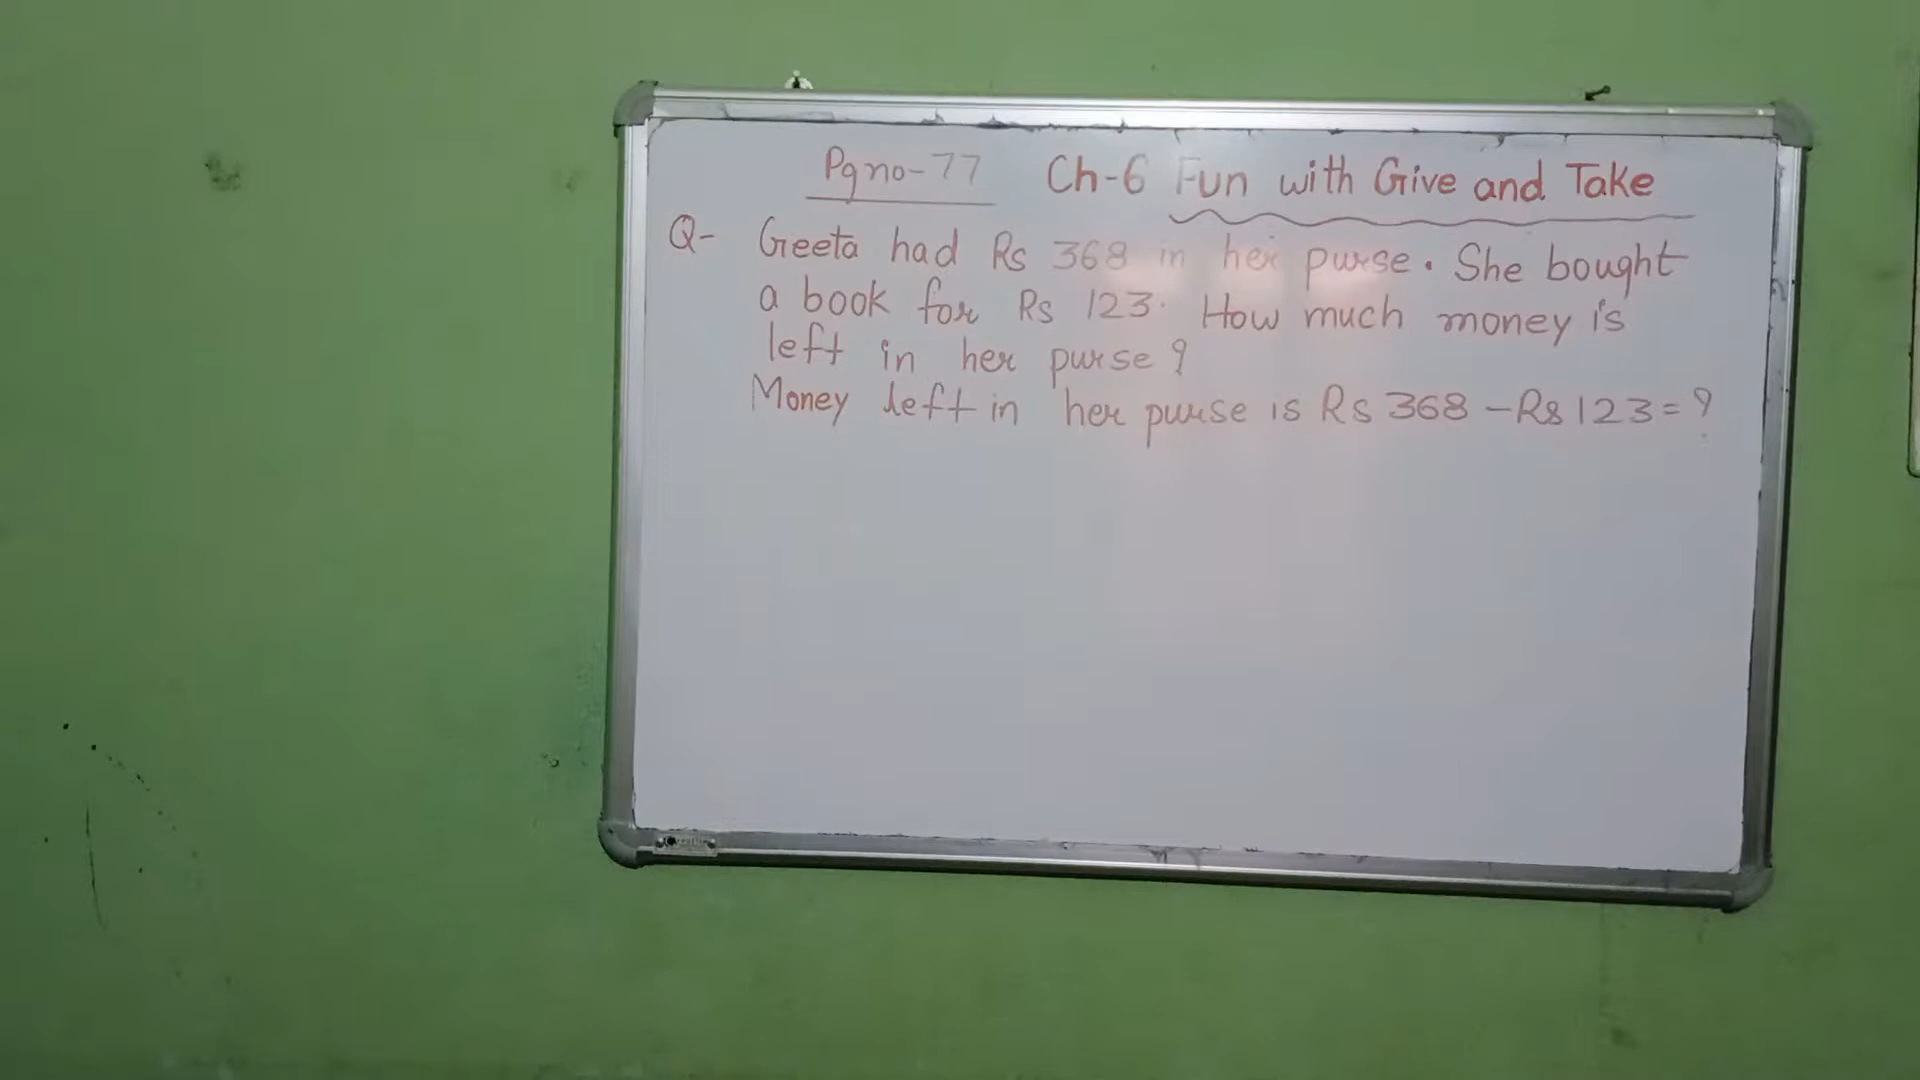 Pg no-77 Ch-6 Fun with Give and Take
Q- Geeta had Rs 368 in her purse. She bought
a book for Rs 123. How much money is
left in her purse?
Money left in her purse is Rs 368 - Rs 123 = ?